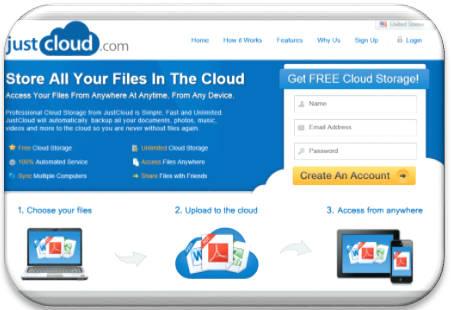 United States
justcloud.com
Home How it Works Features Why Us Sign Up Login
Store All Your Files In The Cloud
Access Your Files From Anywhere At Anytime. From Any Device.
Professional Cloud Storage from JustCloud is Simple, Fast and Unlimited.
JustCloud will automatically backup all your documents, photos, music,
videos and more to the cloud so you are never without files again.
Free Cloud Storage Unlimited Cloud Storage
100% Automated Service Access Files Anywhere
Sync Multiple Computers Share Files with Friends
Get FREE Cloud Storage!
Name
Email Address
Password
Create An Account
1. Choose your files 2. Upload to the cloud 3. Access from anywhere